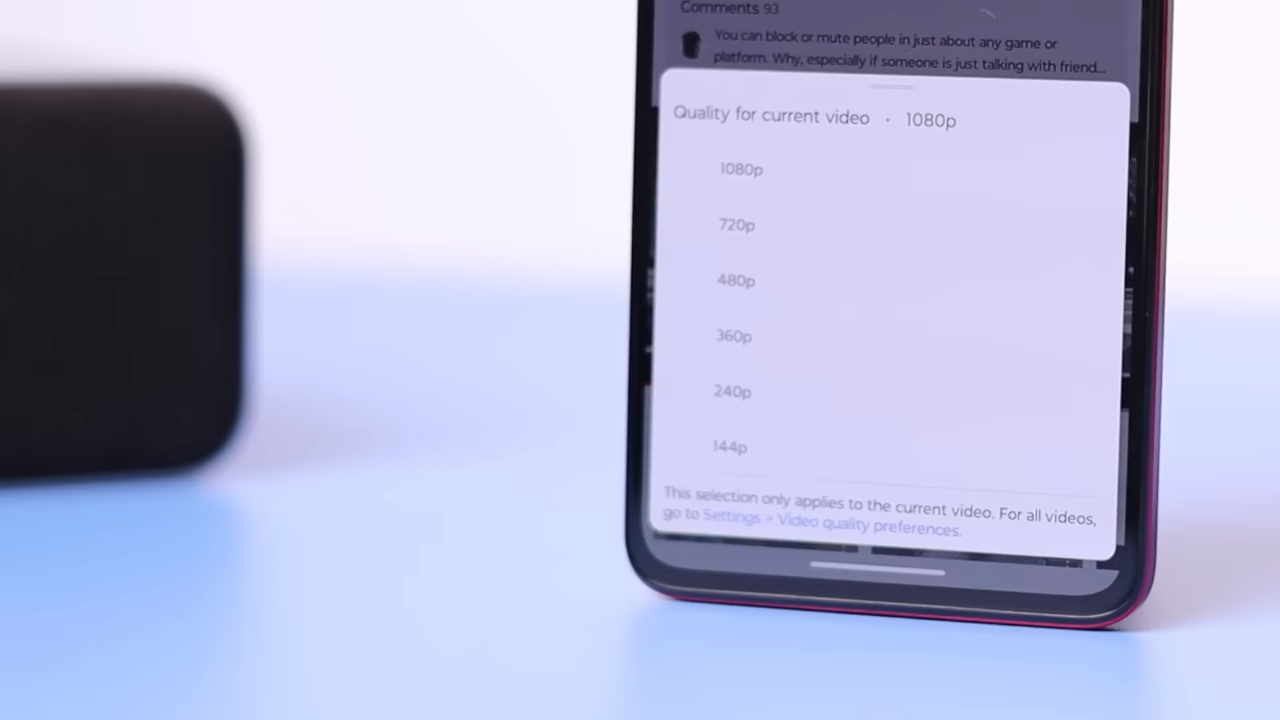 Comments 93
You can block or mute people in just about any game or
platform. Why, especially if someone is just talking with friend...
Quality for current video • 1080p
1080p
720p
480p
360p
240p
144p
This selection only applies to the current video. For all videos,
go to Settings > Video quality preferences.